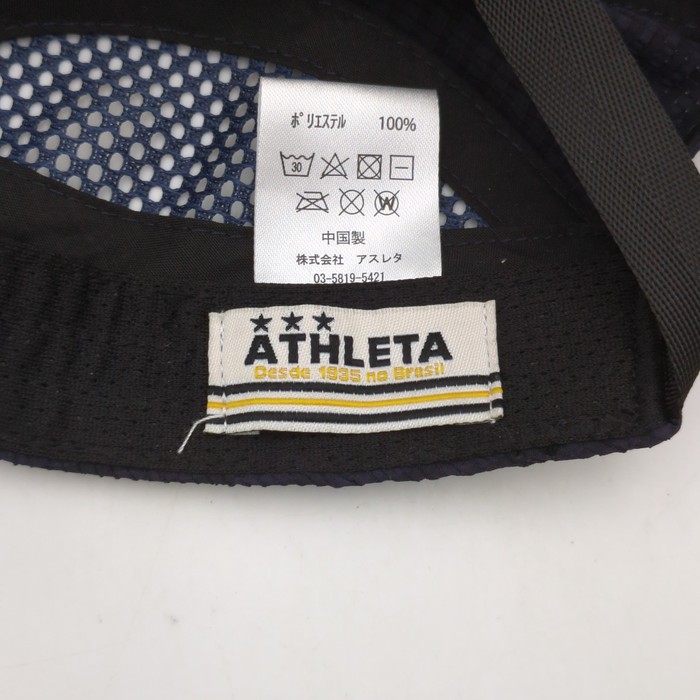 ポリエステル 100%
30
W
中国製
株式会社 アスレタ
03-5819-5421
ATHLETA
Desde 1935 no Brasil